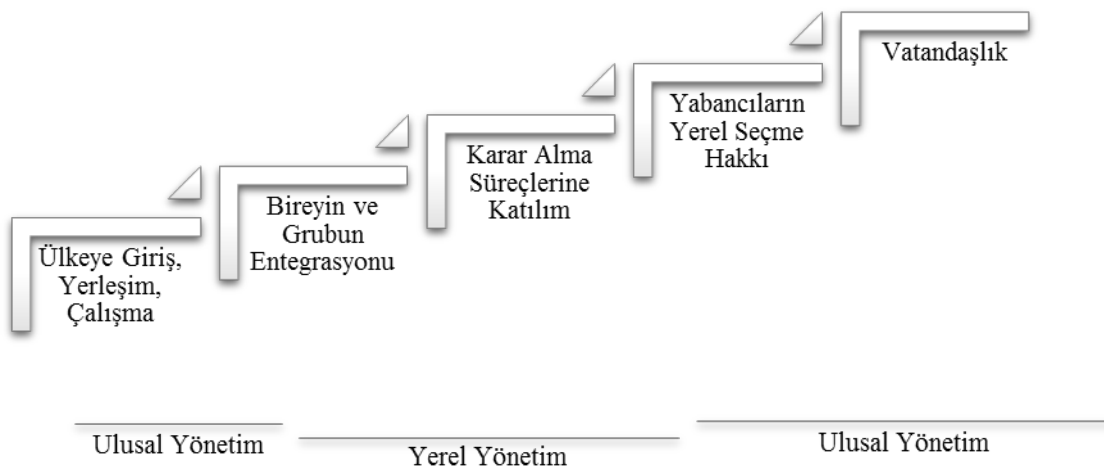 Ülkeye Giriş,
Yerleşim,
Çalışma
Bireyin ve
Grubun
Entegrasyonu
Karar Alma
Süreçlerine
Katılım
Yabancıların
Yerel Seçme
Hakkı
Vatandaşlık
Ulusal Yönetim
Yerel Yönetim
Ulusal Yönetim